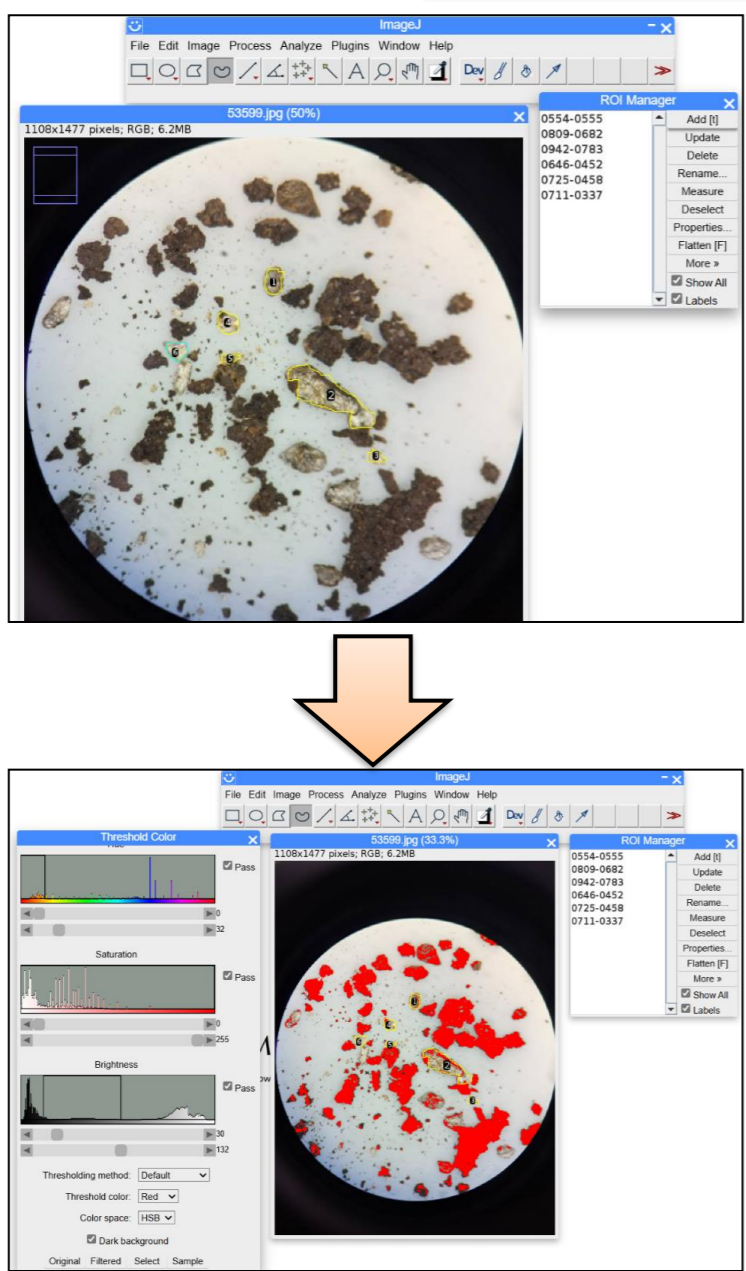 ImageJ
File Edit Image Process Analyze Plugins Window Help
Dev
53599.jpg (50%)
1108x1477 pixels; RGB; 6.2MB
1
4
6
5
2
3
ROI Manager
0554-0555
0809-0682
0942-0783
0646-0452
0725-0458
0711-0337
Add [t]
Update
Delete
Rename...
Measure
Deselect
Properties...
Flatten [F]
More »
Show All
Labels
ImageJ
File Edit Image Process Analyze Plugins Window Help
Dev
Threshold Color
Pass
0
32
Saturation
Pass
0
255
Brightness
Pass
30
132
Thresholding method: Default
Threshold color: Red
Color space: HSB
Dark background
Original Filtered Select Sample
53599.jpg (33.3%)
1108x1477 pixels; RGB; 6.2MB
1
4
6
5
2
3
ROI Manager
0554-0555
0809-0682
0942-0783
0646-0452
0725-0458
0711-0337
Add [t]
Update
Delete
Rename...
Measure
Deselect
Properties...
Flatten [F]
More »
Show All
Labels